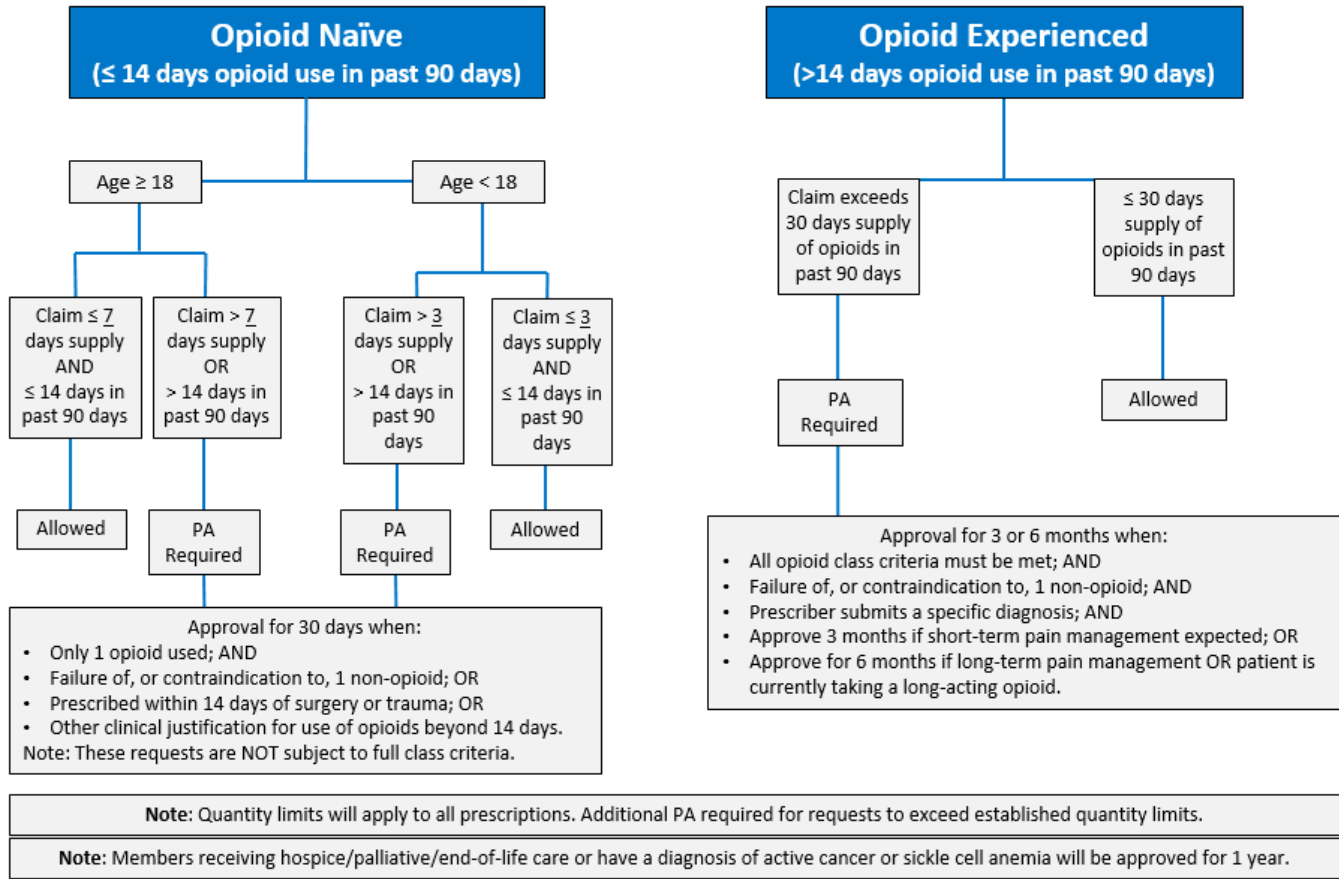 Opioid Naïve
(≤ 14 days opioid use in past 90 days)
Age ≥ 18
Age < 18
Claim ≤ 7
days supply
AND
≤ 14 days in
past 90 days
Claim > 7
days supply
OR
> 14 days in
past 90 days
Claim > 3
days supply
OR
> 14 days in
past 90
days
Claim ≤ 3
days supply
AND
≤ 14 days in
past 90
days
Allowed
PA
Required
PA
Required
Allowed
Approval for 30 days when:
• Only 1 opioid used; AND
• Failure of, or contraindication to, 1 non-opioid; OR
• Prescribed within 14 days of surgery or trauma; OR
• Other clinical justification for use of opioids beyond 14 days.
Note: These requests are NOT subject to full class criteria.
Opioid Experienced
(>14 days opioid use in past 90 days)
Claim exceeds
30 days supply
of opioids in
past 90 days
≤ 30 days
supply of
opioids in past
90 days
PA
Required
Allowed
Approval for 3 or 6 months when:
• All opioid class criteria must be met; AND
• Failure of, or contraindication to, 1 non-opioid; AND
• Prescriber submits a specific diagnosis; AND
• Approve 3 months if short-term pain management expected; OR
• Approve for 6 months if long-term pain management OR patient is
currently taking a long-acting opioid.
Note: Quantity limits will apply to all prescriptions. Additional PA required for requests to exceed established quantity limits.
Note: Members receiving hospice/palliative/end-of-life care or have a diagnosis of active cancer or sickle cell anemia will be approved for 1 year.